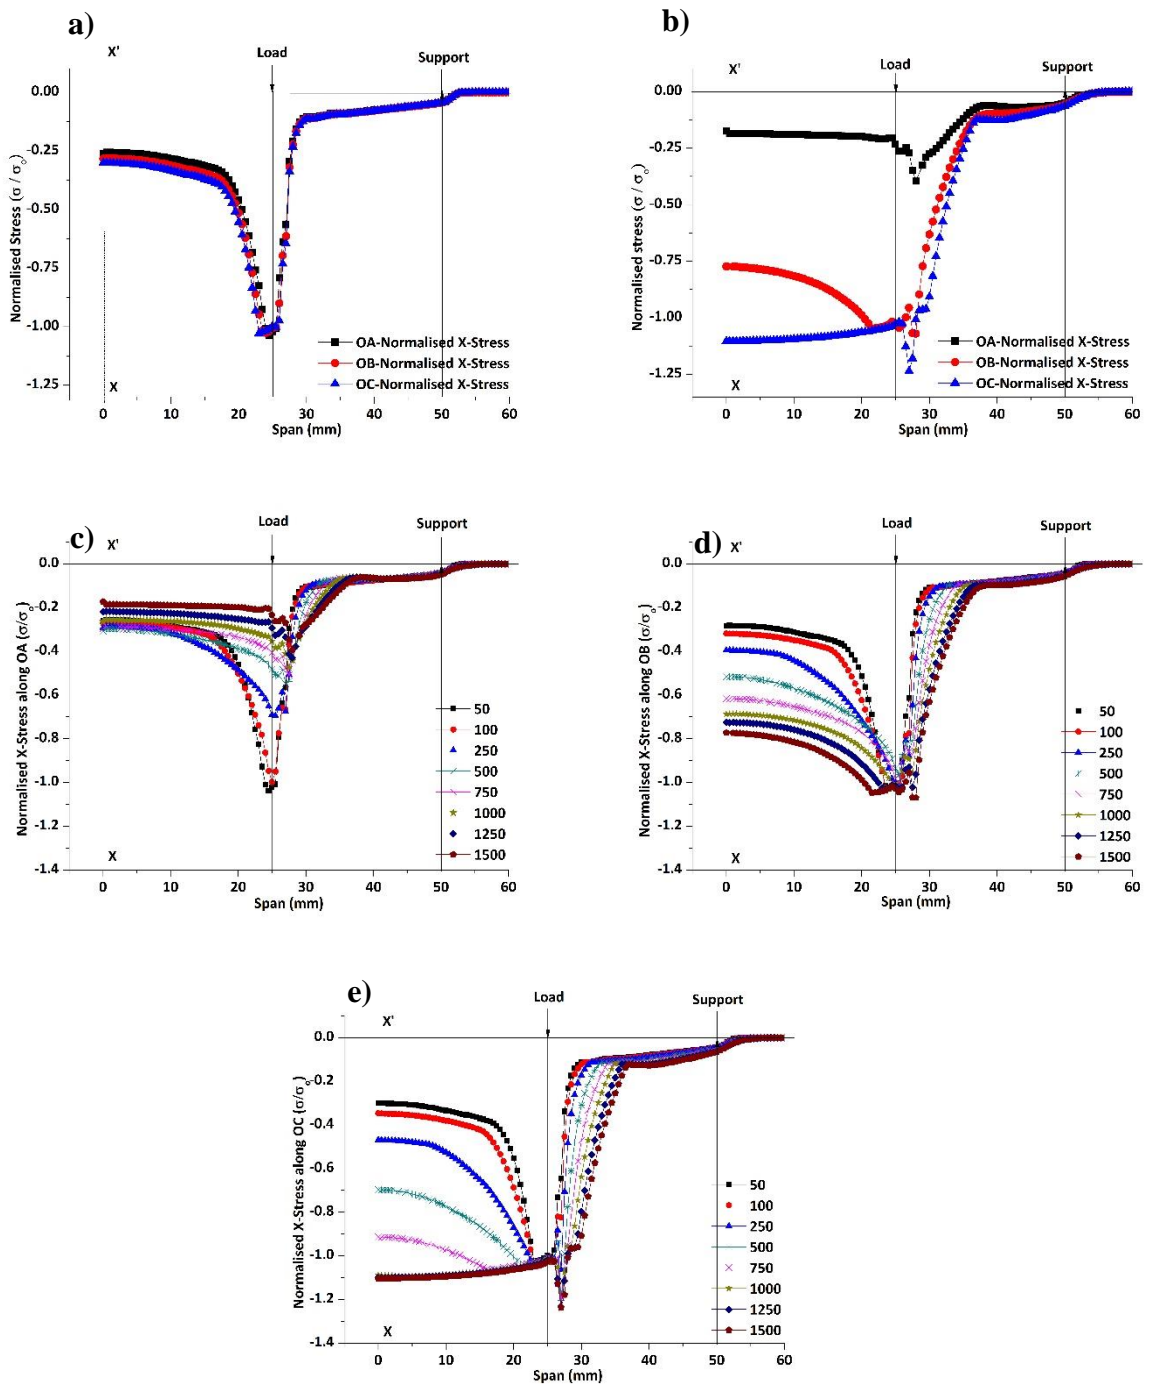 a)
X'
Load
Support
0.00
-0.25
-0.50
-0.75
-1.00
-1.25
Normalised Stress (σ / σo)
OA-Normalised X-Stress
OB-Normalised X-Stress
OC-Normalised X-Stress
X
0 10 20 30 40 50 60
Span (mm)
b)
X'
Load
Support
0.00
-0.25
-0.50
-0.75
-1.00
-1.25
Normalised stress (σ / σo)
OA-Normalised X-Stress
OB-Normalised X-Stress
OC-Normalised X-Stress
X
0 10 20 30 40 50 60
Span (mm)
c)
X'
Load
Support
0.0
-0.2
-0.4
-0.6
-0.8
-1.0
-1.2
-1.4
Normalised X-Stress along OA (σ/σo)
50
100
250
500
750
1000
1250
1500
X
0 10 20 30 40 50 60
Span (mm)
d)
X'
Load
Support
0.0
-0.2
-0.4
-0.6
-0.8
-1.0
-1.2
-1.4
Normalised X-Stress along OB (σ/σo)
50
100
250
500
750
1000
1250
1500
X
0 10 20 30 40 50 60
Span (mm)
e)
X'
Load
Support
0.0
-0.2
-0.4
-0.6
-0.8
-1.0
-1.2
-1.4
Normalised X-Stress along OC (σ/σo)
50
100
250
500
750
1000
1250
1500
X
0 10 20 30 40 50 60
Span (mm)